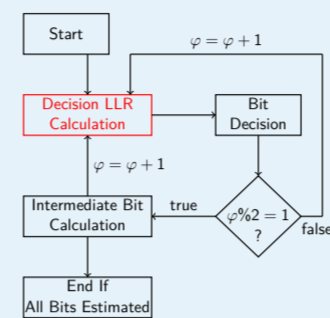 Start
φ = φ + 1
Decision LLR
Calculation
Bit
Decision
φ = φ + 1
φ%2 = 1
?
true
false
Intermediate Bit
Calculation
End If
All Bits Estimated